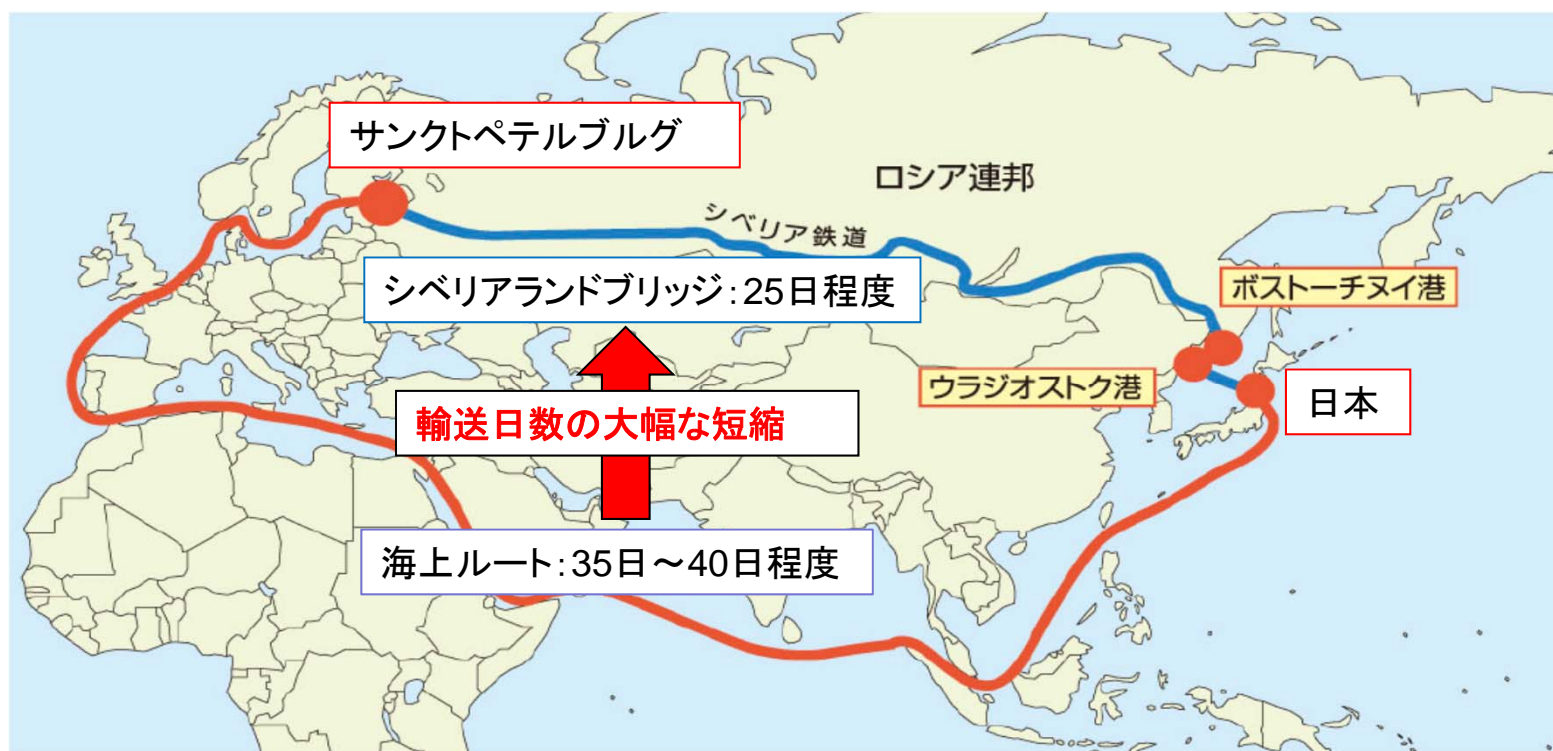 サンクトペテルブルグ
ロシア連邦
シベリア鉄道
シベリアランドブリッジ：25日程度
ボストーチヌイ港
ウラジオストク港
日本
輸送日数の大幅な短縮
海上ルート：35日～40日程度